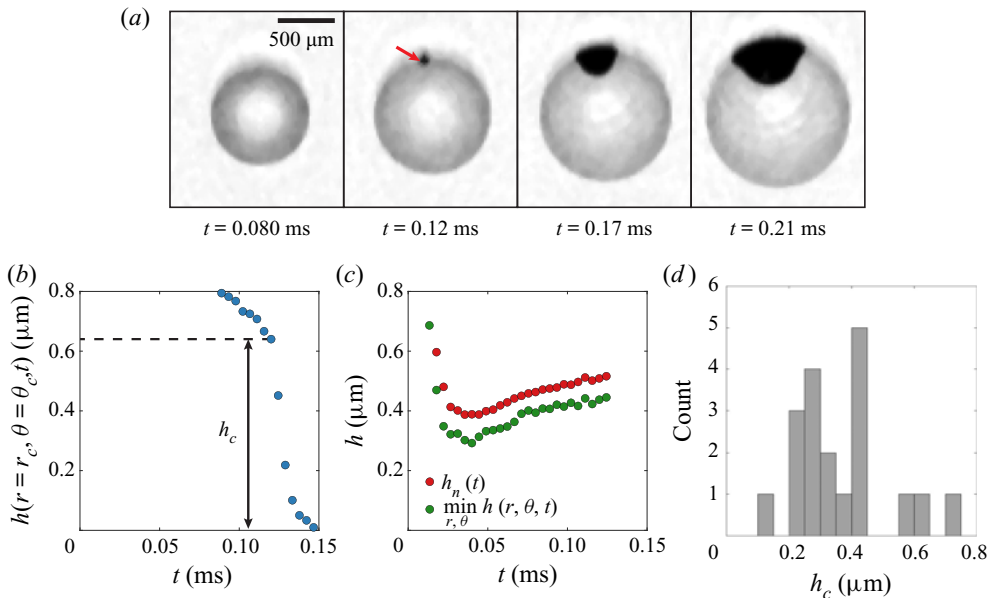 (a)
500 μm
t = 0.080 ms
t = 0.12 ms
t = 0.17 ms
t = 0.21 ms
(b)
h(r = r_c, θ = θ_c, t) (μm)
0.8
0.6
0.4
0.2
0
0.05
0.10
0.15
h_c
t (ms)
(c)
h (μm)
0.8
0.6
0.4
0.2
0
0.05
0.10
0.15
h_n (t)
min h (r, θ, t)
r, θ
t (ms)
(d)
Count
6
5
4
3
2
1
0
0.2
0.4
0.6
0.8
h_c (μm)